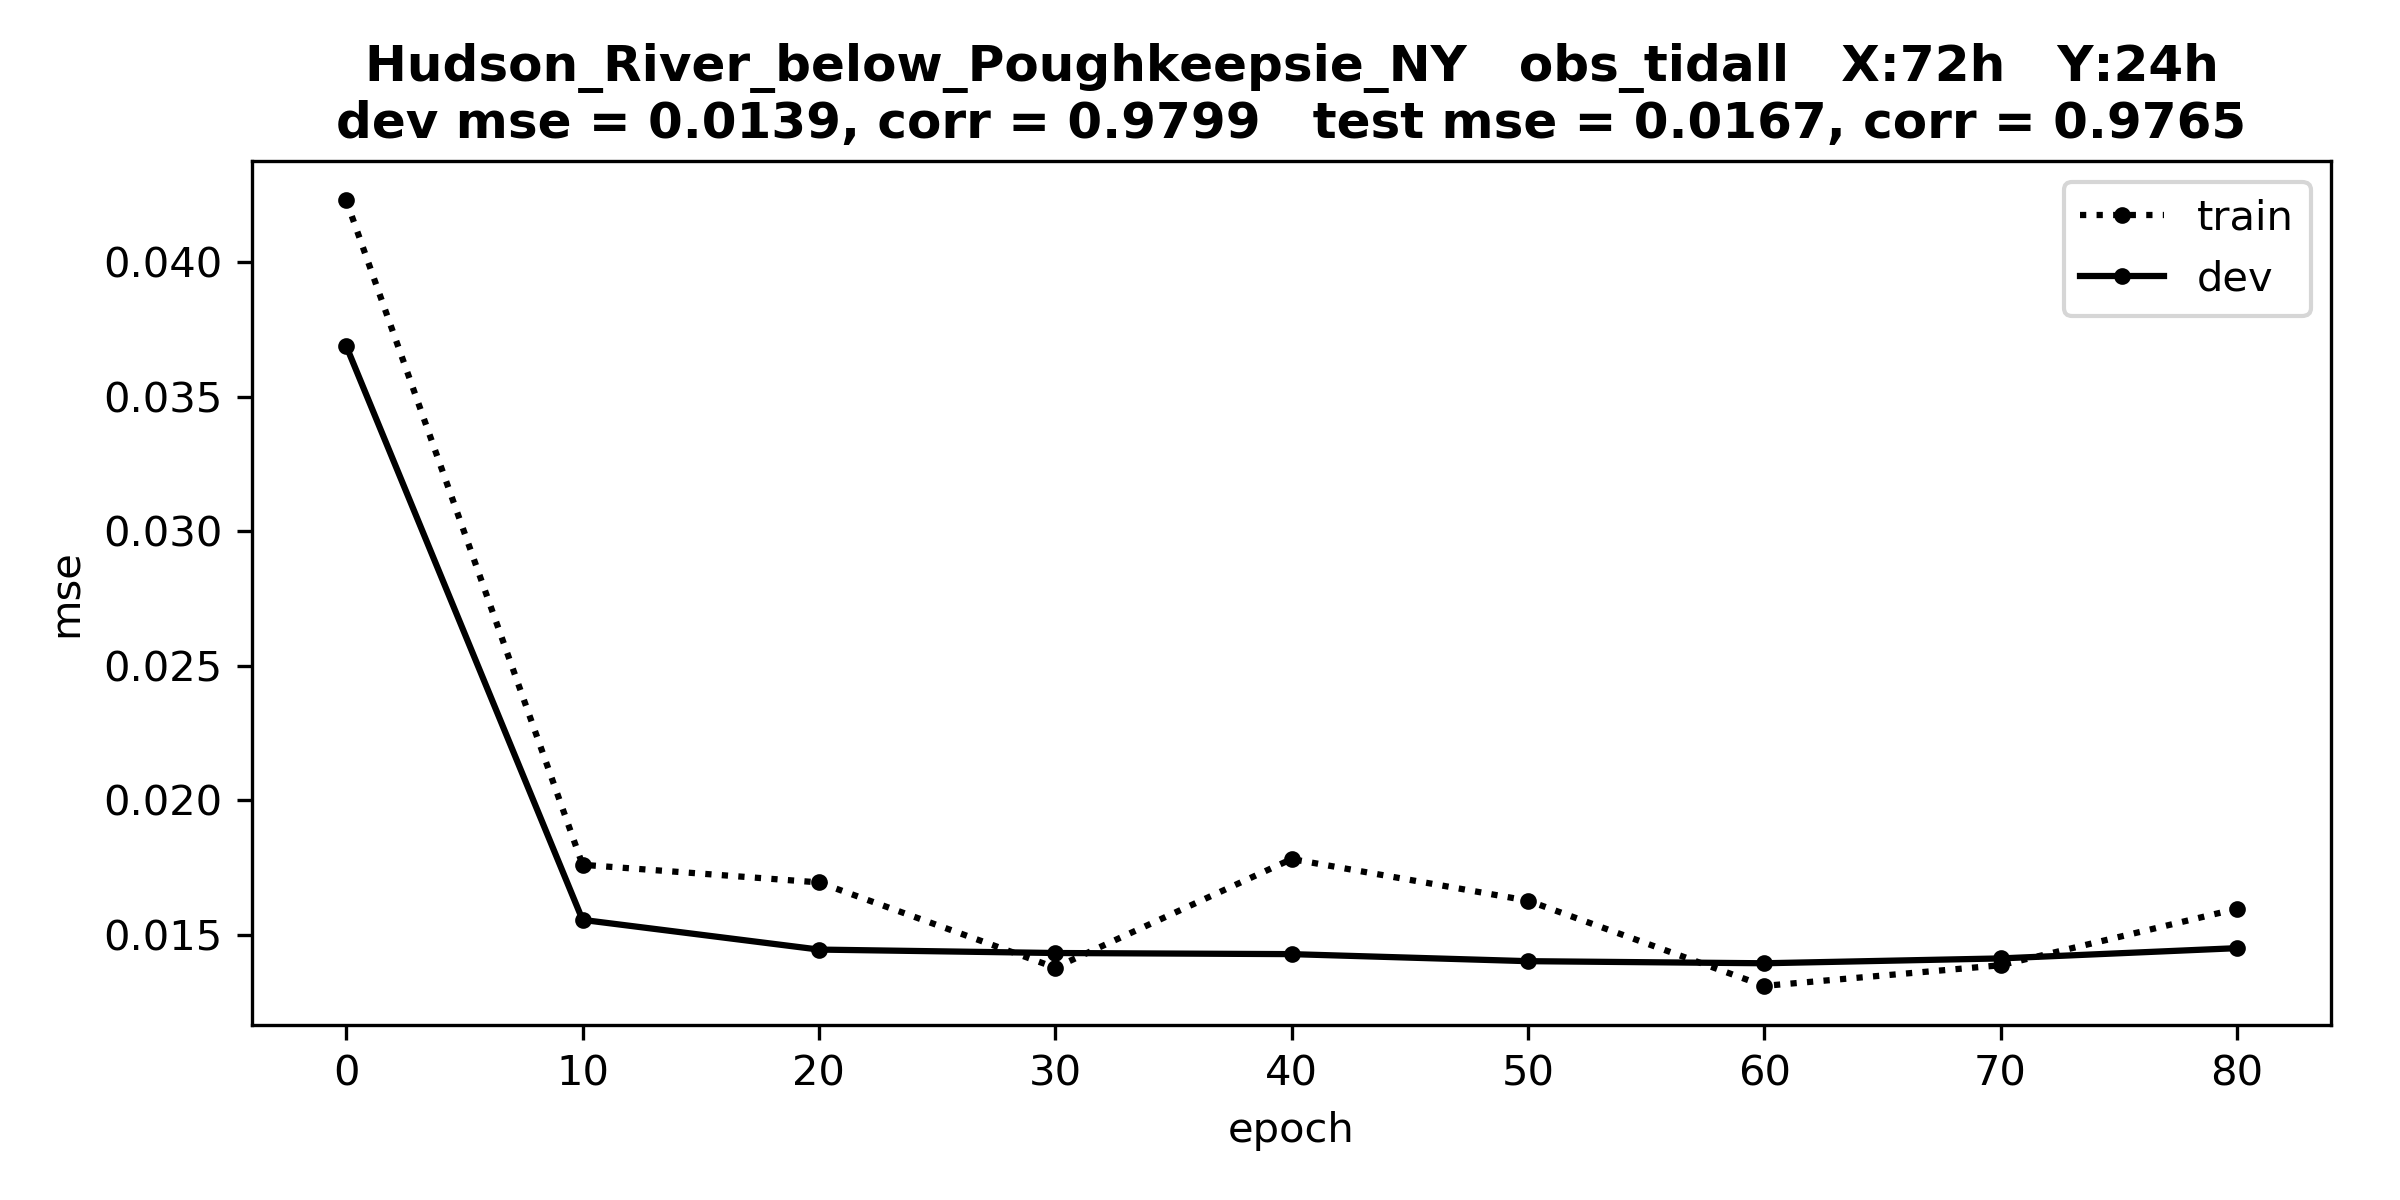 Hudson_River_below_Poughkeepsie_NY   obs_tidall   X:72h   Y:24h
dev mse = 0.0139, corr = 0.9799   test mse = 0.0167, corr = 0.9765
train
dev
0.040
0.035
0.030
0.025
0.020
0.015
mse
0 10 20 30 40 50 60 70 80
epoch